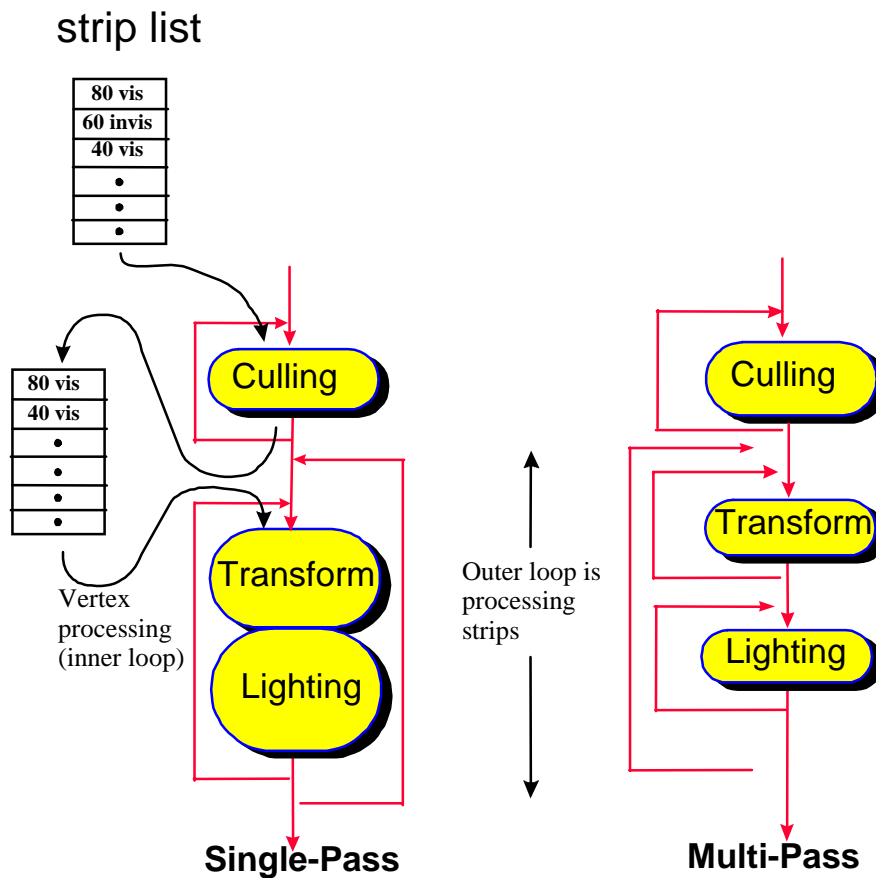 strip list
80 vis
60 invis
40 vis
80 vis
40 vis
Culling
Transform
Lighting
Vertex
processing
(inner loop)
Single-Pass
Outer loop is
processing
strips
Culling
Transform
Lighting
Multi-Pass